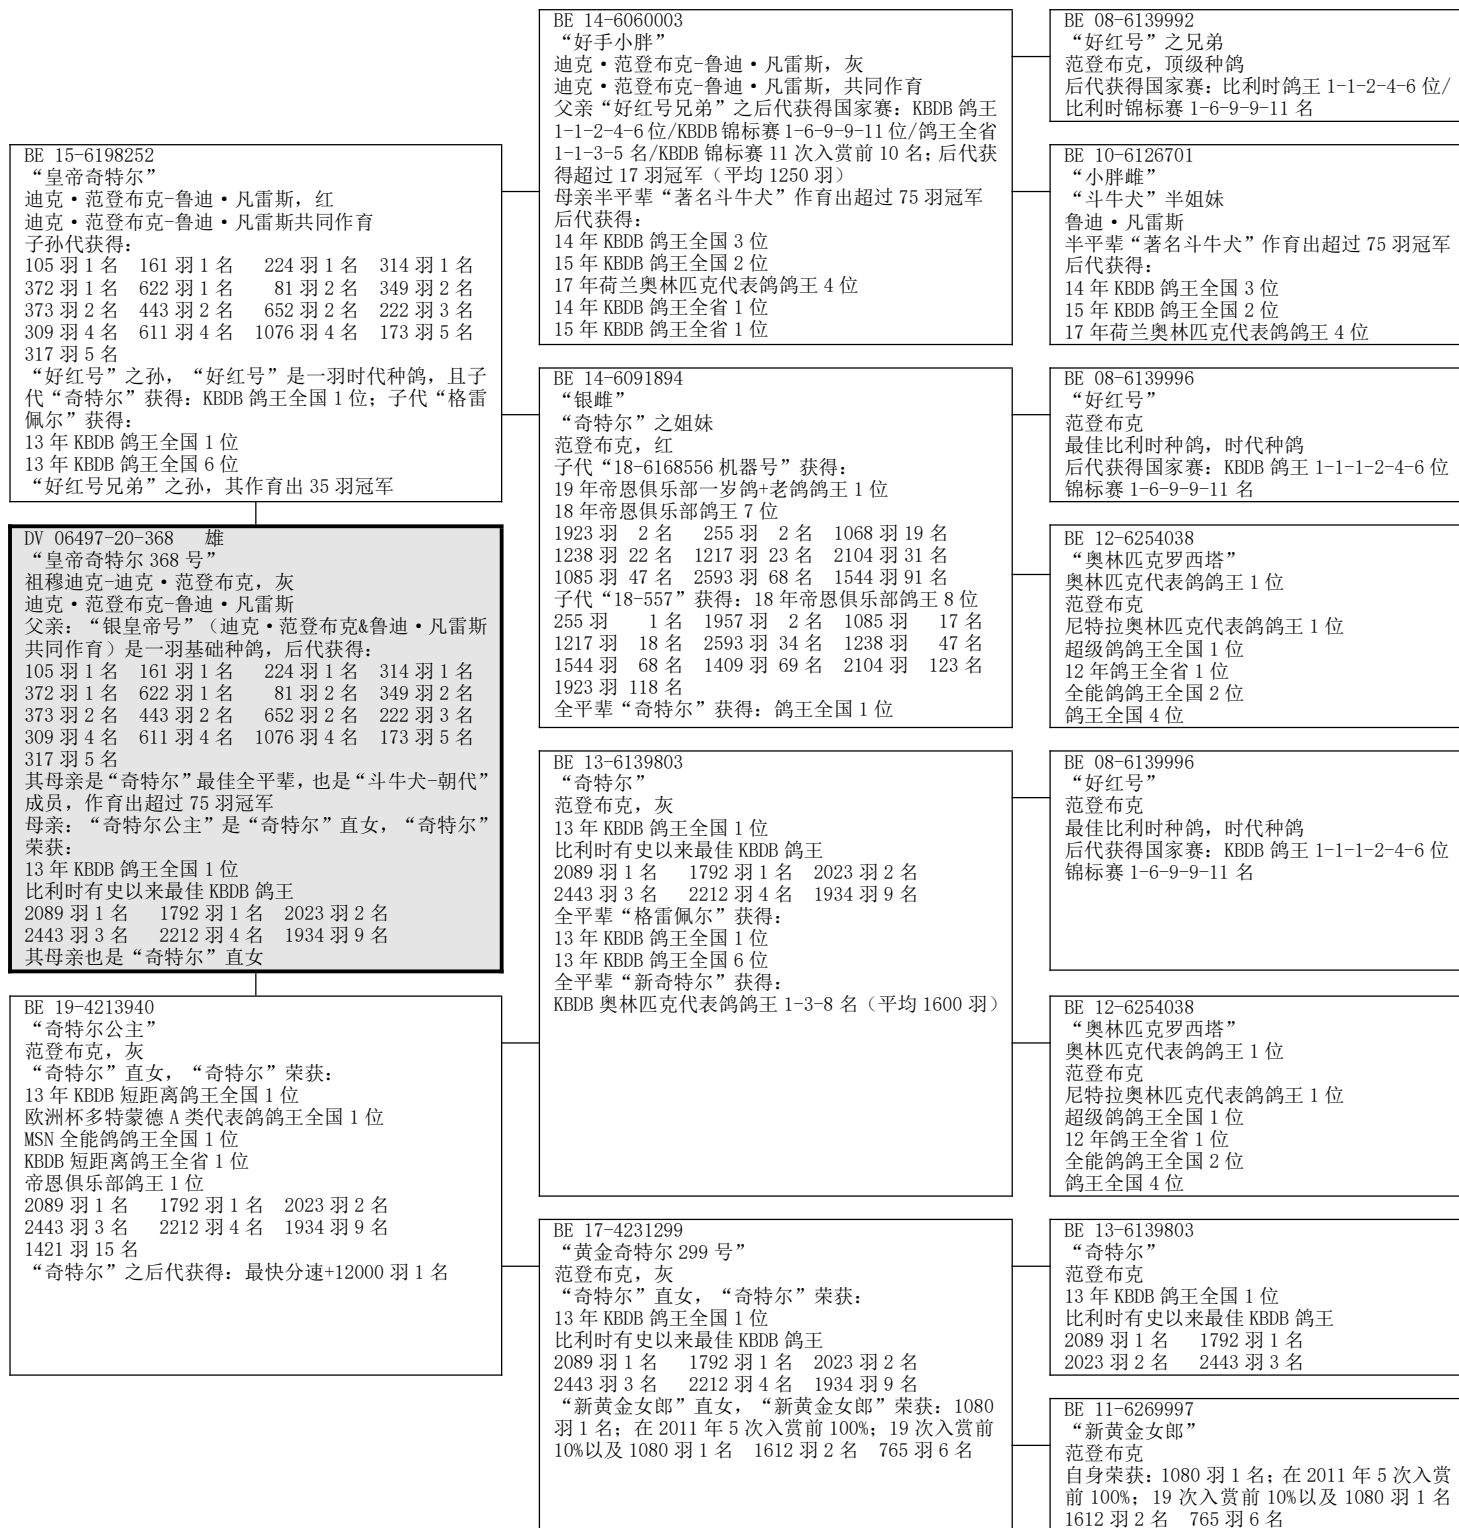 BE 15-6198252
“皇帝奇特尔”
迪克·范登布克-鲁迪·凡雷斯，红
迪克·范登布克-鲁迪·凡雷斯共同作育
子孙代获得：
105 羽 1 名 161 羽 1 名 224 羽 1 名 314 羽 1 名
372 羽 1 名 622 羽 1 名 81 羽 2 名 349 羽 2 名
373 羽 2 名 443 羽 2 名 652 羽 2 名 222 羽 3 名
309 羽 4 名 611 羽 4 名 1076 羽 4 名 173 羽 5 名
317 羽 5 名
“好红号”之孙，“好红号”是一羽时代种鸽，且子
代“奇特尔”获得：KBDB 鸽王全国 1 位；子代“格雷
佩尔”获得：
13 年 KBDB 鸽王全国 1 位
13 年 KBDB 鸽王全国 6 位
“好红号兄弟”之孙，其作育出 35 羽冠军
DV 06497-20-368 雄
“皇帝奇特尔 368 号”
祖穆迪克-迪克·范登布克，灰
迪克·范登布克-鲁迪·凡雷斯
父亲：“银皇帝号”（迪克·范登布克&鲁迪·凡雷斯
共同作育）是一羽基础种鸽，后代获得：
105 羽 1 名 161 羽 1 名 224 羽 1 名 314 羽 1 名
372 羽 1 名 622 羽 1 名 81 羽 2 名 349 羽 2 名
373 羽 2 名 443 羽 2 名 652 羽 2 名 222 羽 3 名
309 羽 4 名 611 羽 4 名 1076 羽 4 名 173 羽 5 名
317 羽 5 名
其母亲是“奇特尔”最佳全平辈，也是“斗牛犬-朝代”
成员，作育出超过 75 羽冠军
母亲：“奇特尔公主”是“奇特尔”直女，“奇特尔”
荣获：
13 年 KBDB 鸽王全国 1 位
比利时有史以来最佳 KBDB 鸽王
2089 羽 1 名 1792 羽 1 名 2023 羽 2 名
2443 羽 3 名 2212 羽 4 名 1934 羽 9 名
其母亲也是“奇特尔”直女
BE 19-4213940
“奇特尔公主”
范登布克，灰
“奇特尔”直女，“奇特尔”荣获：
13 年 KBDB 短距离鸽王全国 1 位
欧洲杯多特蒙德 A 类代表鸽鸽王全国 1 位
MSN 全能鸽鸽王全国 1 位
KBDB 短距离鸽王全省 1 位
帝恩俱乐部鸽王 1 位
2089 羽 1 名 1792 羽 1 名 2023 羽 2 名
2443 羽 3 名 2212 羽 4 名 1934 羽 9 名
1421 羽 15 名
“奇特尔”之后代获得：最快分速+12000 羽 1 名
BE 14-6060003
“好手小胖”
迪克·范登布克-鲁迪·凡雷斯，灰
迪克·范登布克-鲁迪·凡雷斯，共同作育
父亲“好红号兄弟”之后代获得国家赛：KBDB 鸽王
1-1-2-4-6 位/KBDB 锦标赛 1-6-9-9-11 位/鸽王全省
1-1-3-5 名/KBDB 锦标赛 11 次入赏前 10 名；后代获
得超过 17 羽冠军（平均 1250 羽）
母亲半平辈“著名斗牛犬”作育出超过 75 羽冠军
后代获得：
14 年 KBDB 鸽王全国 3 位
15 年 KBDB 鸽王全国 2 位
17 年荷兰奥林匹克代表鸽鸽王 4 位
14 年 KBDB 鸽王全省 1 位
15 年 KBDB 鸽王全省 1 位
BE 14-6091894
“银雌”
“奇特尔”之姐妹
范登布克，红
子代“18-6168556 机器号”获得：
19 年帝恩俱乐部一岁鸽+老鸽鸽王 1 位
18 年帝恩俱乐部鸽王 7 位
1923 羽 2 名 255 羽 2 名 1068 羽 19 名
1238 羽 22 名 1217 羽 23 名 2104 羽 31 名
1085 羽 47 名 2593 羽 68 名 1544 羽 91 名
子代“18-557”获得：18 年帝恩俱乐部鸽王 8 位
255 羽 1 名 1957 羽 2 名 1085 羽 17 名
1217 羽 18 名 2593 羽 34 名 1238 羽 47 名
1544 羽 68 名 1409 羽 69 名 2104 羽 123 名
1923 羽 118 名
全平辈“奇特尔”获得：鸽王全国 1 位
BE 13-6139803
“奇特尔”
范登布克，灰
13 年 KBDB 鸽王全国 1 位
比利时有史以来最佳 KBDB 鸽王
2089 羽 1 名 1792 羽 1 名 2023 羽 2 名
2443 羽 3 名 2212 羽 4 名 1934 羽 9 名
全平辈“格雷佩尔”获得：
13 年 KBDB 鸽王全国 1 位
13 年 KBDB 鸽王全国 6 位
全平辈“新奇特尔”获得：
KBDB 奥林匹克代表鸽鸽王 1-3-8 名（平均 1600 羽）
BE 17-4231299
“黄金奇特尔 299 号”
范登布克，灰
“奇特尔”直女，“奇特尔”荣获：
13 年 KBDB 鸽王全国 1 位
比利时有史以来最佳 KBDB 鸽王
2089 羽 1 名 1792 羽 1 名 2023 羽 2 名
2443 羽 3 名 2212 羽 4 名 1934 羽 9 名
“新黄金女郎”直女，“新黄金女郎”荣获：1080
羽 1 名；在 2011 年 5 次入赏前 100%；19 次入赏前
10%以及 1080 羽 1 名 1612 羽 2 名 765 羽 6 名
BE 08-6139992
“好红号”之兄弟
范登布克，顶级种鸽
后代获得国家赛：比利时鸽王 1-1-2-4-6 位/
比利时锦标赛 1-6-9-9-11 名
BE 10-6126701
“小胖雌”
“斗牛犬”半姐妹
鲁迪·凡雷斯
半平辈“著名斗牛犬”作育出超过 75 羽冠军
后代获得：
14 年 KBDB 鸽王全国 3 位
15 年 KBDB 鸽王全国 2 位
17 年荷兰奥林匹克代表鸽鸽王 4 位
BE 08-6139996
“好红号”
范登布克
最佳比利时种鸽，时代种鸽
后代获得国家赛：KBDB 鸽王 1-1-1-2-4-6 位
锦标赛 1-6-9-9-11 名
BE 12-6254038
“奥林匹克罗西塔”
奥林匹克代表鸽鸽王 1 位
范登布克
尼特拉奥林匹克代表鸽鸽王 1 位
超级鸽鸽王全国 1 位
12 年鸽王全省 1 位
全能鸽鸽王全国 2 位
鸽王全国 4 位
BE 08-6139996
“好红号”
范登布克
最佳比利时种鸽，时代种鸽
后代获得国家赛：KBDB 鸽王 1-1-1-2-4-6 位
锦标赛 1-6-9-9-11 名
BE 12-6254038
“奥林匹克罗西塔”
奥林匹克代表鸽鸽王 1 位
范登布克
尼特拉奥林匹克代表鸽鸽王 1 位
超级鸽鸽王全国 1 位
12 年鸽王全省 1 位
全能鸽鸽王全国 2 位
鸽王全国 4 位
BE 13-6139803
“奇特尔”
范登布克
13 年 KBDB 鸽王全国 1 位
比利时有史以来最佳 KBDB 鸽王
2089 羽 1 名 1792 羽 1 名
2023 羽 2 名 2443 羽 3 名
BE 11-6269997
“新黄金女郎”
范登布克
自身荣获：1080 羽 1 名；在 2011 年 5 次入赏
前 100%；19 次入赏前 10%以及 1080 羽 1 名
1612 羽 2 名 765 羽 6 名